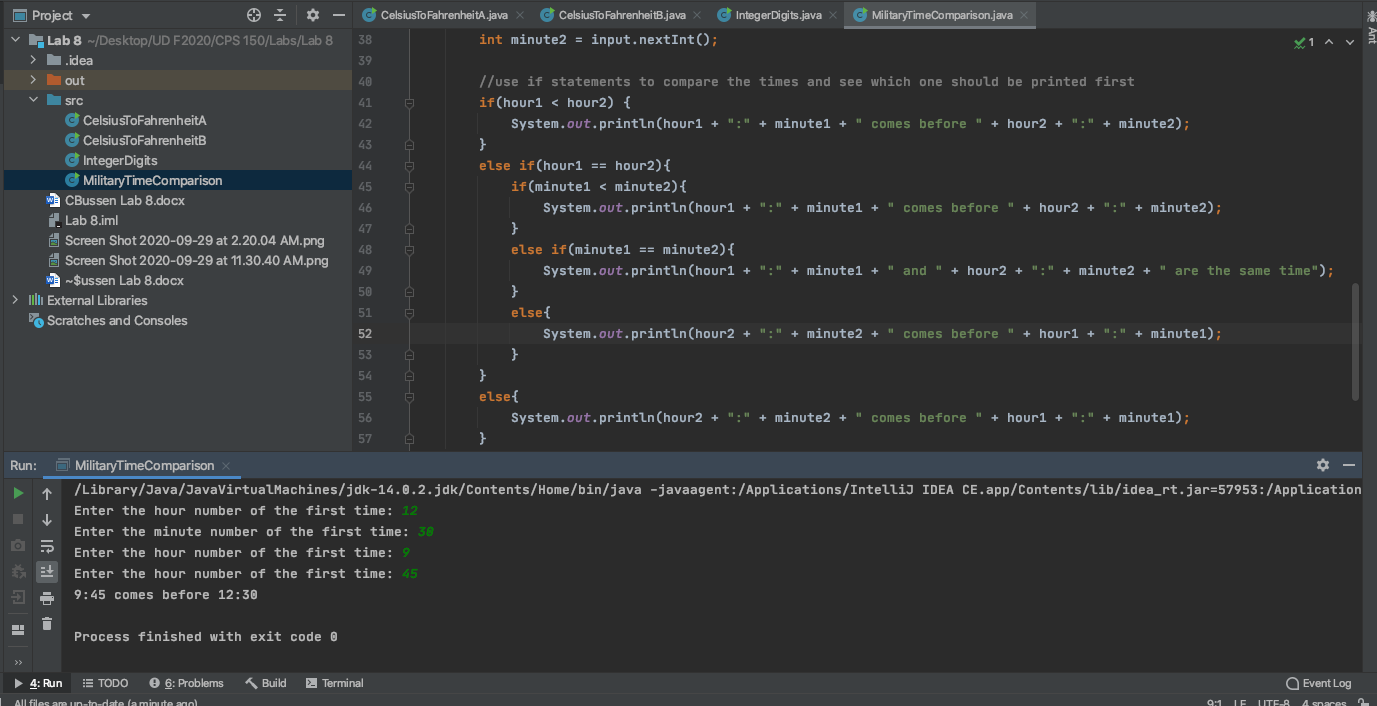 Project
CelsiusToFahrenheitA.java
CelsiusToFahrenheitB.java
IntegerDigits.java
MilitaryTimeComparison.java
Ant
Lab 8 ~/Desktop/UD F2020/CPS 150/Labs/Lab 8
.idea
out
src
CelsiusToFahrenheitA
CelsiusToFahrenheitB
IntegerDigits
MilitaryTimeComparison
CBussen Lab 8.docx
Lab 8.iml
Screen Shot 2020-09-29 at 2.20.04 AM.png
Screen Shot 2020-09-29 at 11.30.40 AM.png
~$ussen Lab 8.docx
External Libraries
Scratches and Consoles
1
38 int minute2 = input.nextInt();
39
40 //use if statements to compare the times and see which one should be printed first
41 if(hour1 < hour2) {
42 System.out.println(hour1 + ":" + minute1 + " comes before " + hour2 + ":" + minute2);
43 }
44 else if(hour1 == hour2){
45 if(minute1 < minute2){
46 System.out.println(hour1 + ":" + minute1 + " comes before " + hour2 + ":" + minute2);
47 }
48 else if(minute1 == minute2){
49 System.out.println(hour1 + ":" + minute1 + " and " + hour2 + ":" + minute2 + " are the same time");
50 }
51 else{
52 System.out.println(hour2 + ":" + minute2 + " comes before " + hour1 + ":" + minute1);
53 }
54 }
55 else{
56 System.out.println(hour2 + ":" + minute2 + " comes before " + hour1 + ":" + minute1);
57 }
Run: MilitaryTimeComparison
/Library/Java/JavaVirtualMachines/jdk-14.0.2.jdk/Contents/Home/bin/java -javaagent:/Applications/IntelliJ IDEA CE.app/Contents/lib/idea_rt.jar=57953:/Application
Enter the hour number of the first time: 12
Enter the minute number of the first time: 30
Enter the hour number of the first time: 9
Enter the hour number of the first time: 45
9:45 comes before 12:30
Process finished with exit code 0
4: Run
TODO
6: Problems
Build
Terminal
Event Log
All files are up-to-date (a minute ago)
9:1 LF UTF-8 4 spaces